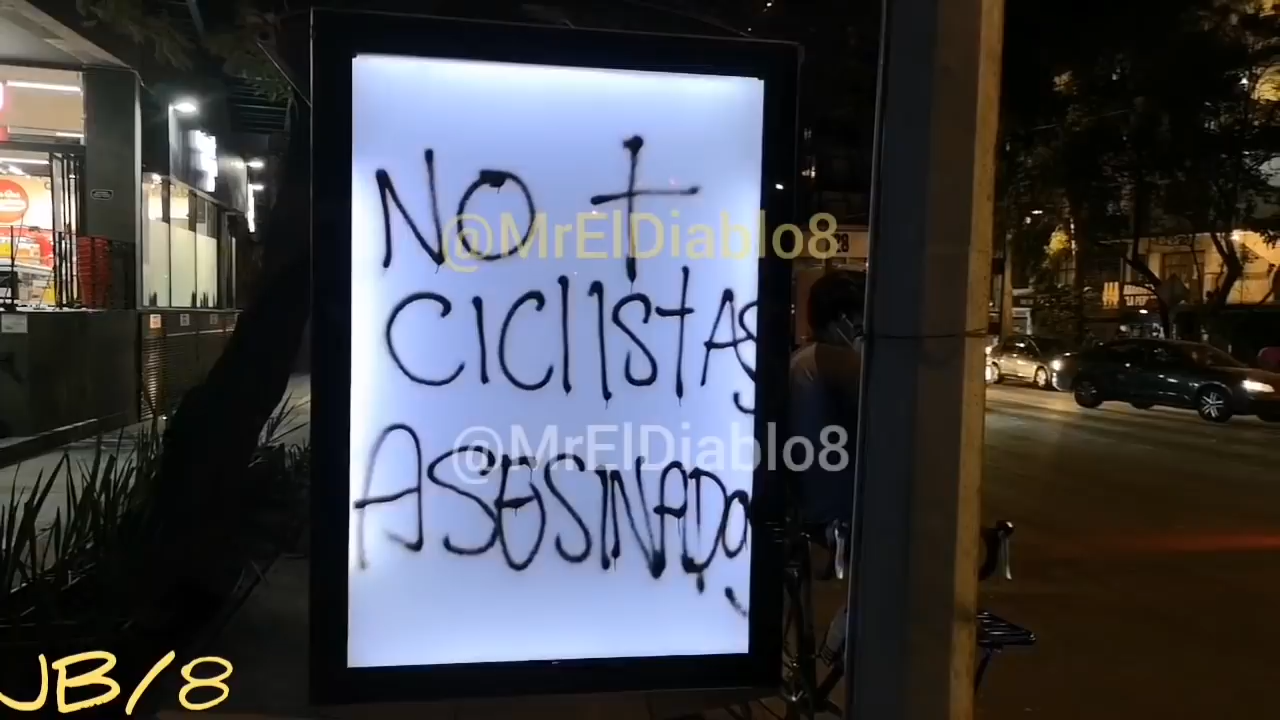 NO +
@MrElDiablo8
CICLISTAS
@MrElDiablo8
ASESINADOS
JB/8